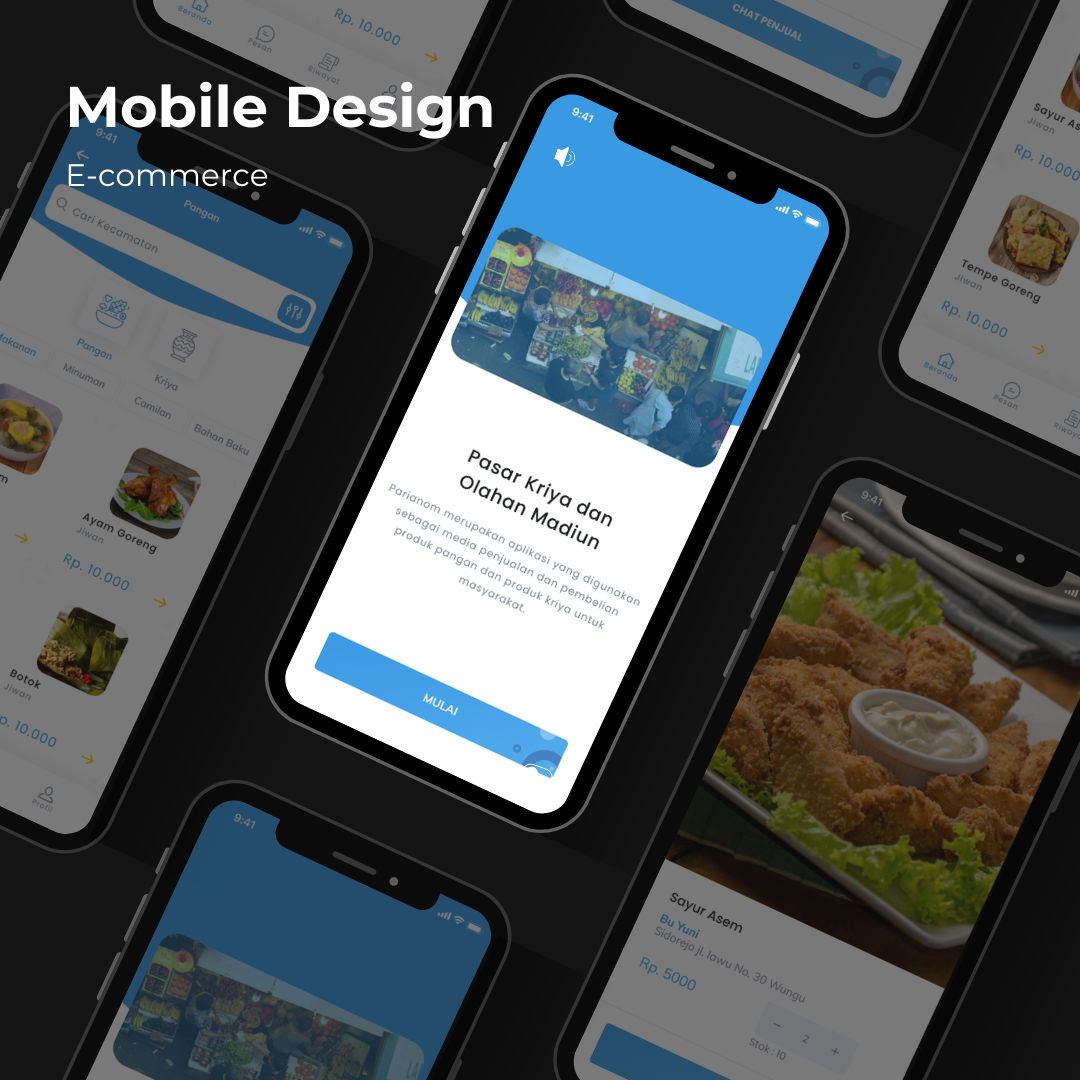 Mobile Design
E-commerce
Rp. 10.000
Beranda
Pesan
Riwayat
CHAT PENJUAL
9:41
Pangan
Cari Kecamatan
Pangan
Kriya
Makanan
Minuman
Camilan
Bahan Baku
Ayam Goreng
Jiwan
Rp. 10.000
Botok
Jiwan
Rp. 10.000
Profil
9:41
Pasar Kriya dan
Olahan Madiun
Parianom merupakan aplikasi yang digunakan
sebagai media penjualan dan pembelian
produk pangan dan produk kriya untuk
masyarakat.
MULAI
Sayur As
Jiwan
Rp. 10.000
Tempe Goreng
Jiwan
Rp. 10.000
Beranda
Pesan
Riwayat
9:41
Sayur Asem
Bu Yuni
Sidorejo jl. lawu No. 30 Wungu
Rp. 5000
− 2 +
Stok : 10
9:41